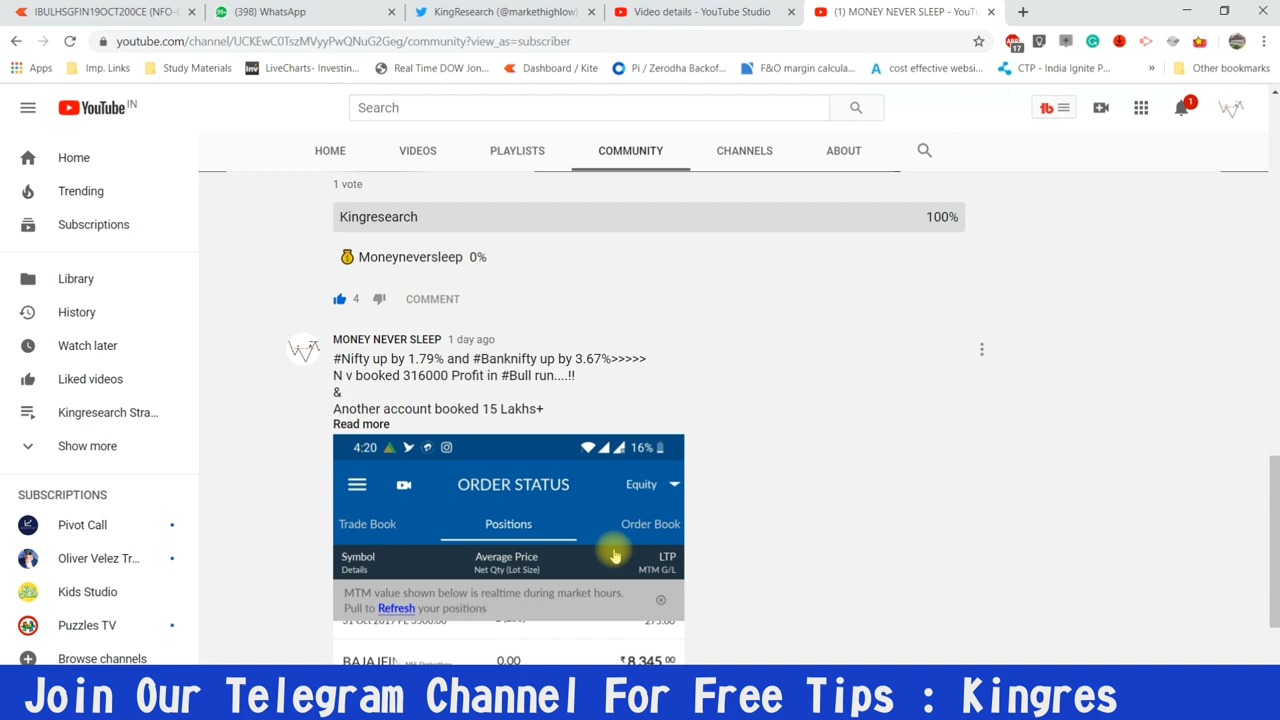 IBULHSGFIN19OCT200CE (NFO-
(398) WhatsApp
KingResearch (@markethighlow)
Video details - YouTube Studio
(1) MONEY NEVER SLEEP - YouT
youtube.com/channel/UCKEwC0TszMVyyPwQNuG2Geg/community?view_as=subscriber
17
Apps
Imp. Links
Study Materials
Inv LiveCharts- Investin...
Real Time DOW Jon...
Dashboard / Kite
Pi / Zerodha Backof...
F&O margin calcula...
A cost effective websi...
CTP - India Ignite P...
»
Other bookmarks
YouTube IN
Search
1
HOME
VIDEOS
PLAYLISTS
COMMUNITY
CHANNELS
ABOUT
Home
Trending
Subscriptions
Library
History
Watch later
Liked videos
Kingresearch Stra...
Show more
SUBSCRIPTIONS
Pivot Call
Oliver Velez Tr...
Kids Studio
Puzzles TV
Browse channels
1 vote
Kingresearch 100%
💰 Moneyneversleep 0%
4 COMMENT
MONEY NEVER SLEEP 1 day ago
#Nifty up by 1.79% and #Banknifty up by 3.67%>>>>>
N v booked 316000 Profit in #Bull run....!!
&
Another account booked 15 Lakhs+
Read more
4:20 16%
ORDER STATUS Equity
Trade Book Positions Order Book
Symbol Average Price LTP
Details Net Qty (Lot Size) MTM G/L
MTM value shown below is realtime during market hours.
Pull to Refresh your positions
0.00 ₹8,345.00
Join Our Telegram Channel For Free Tips : Kingres